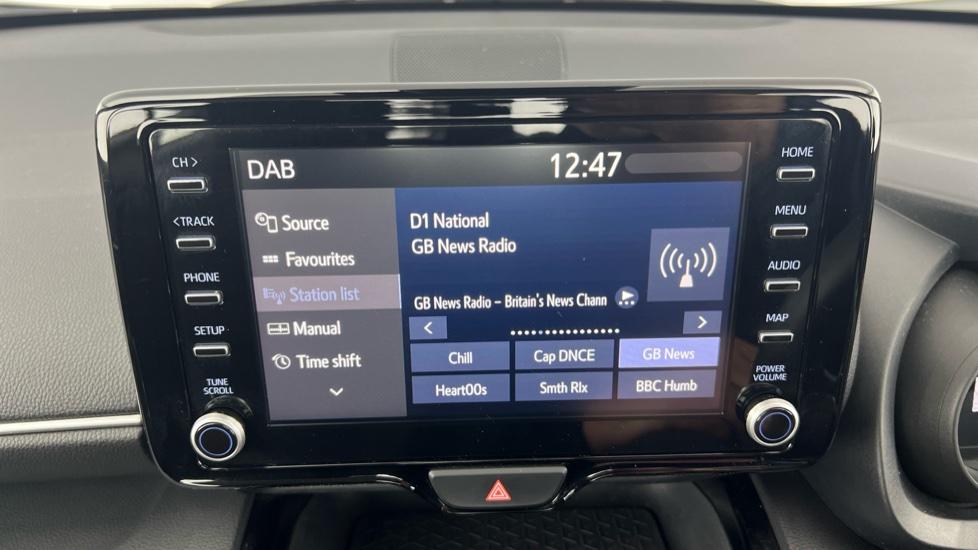 CH >
< TRACK
PHONE
SETUP
TUNE
SCROLL
DAB
12:47
Source
Favourites
Station list
Manual
Time shift
D1 National
GB News Radio
GB News Radio – Britain's News Chann
<
>
Chill
Cap DNCE
GB News
Heart00s
Smth Rlx
BBC Humb
HOME
MENU
AUDIO
MAP
POWER
VOLUME